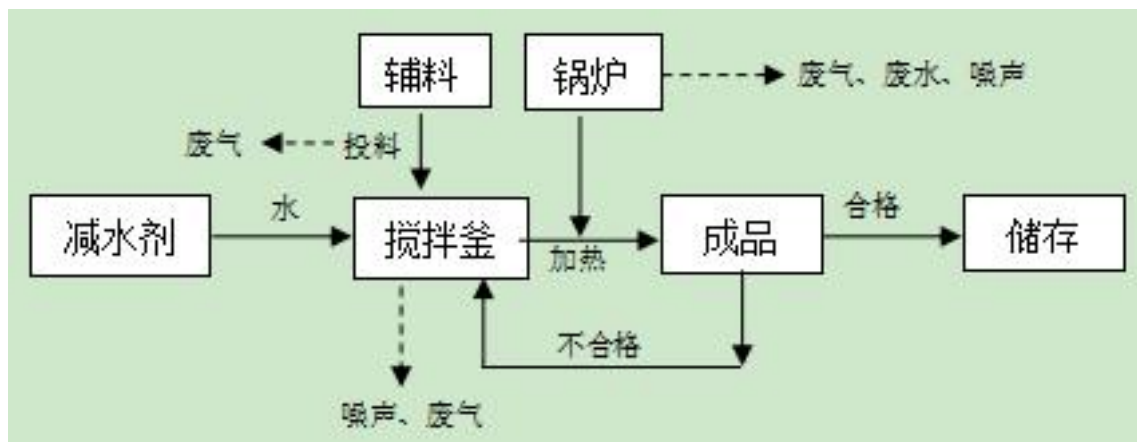 辅料
锅炉
废气、废水、噪声
废气
投料
减水剂
水
搅拌釜
加热
成品
合格
储存
不合格
噪声、废气